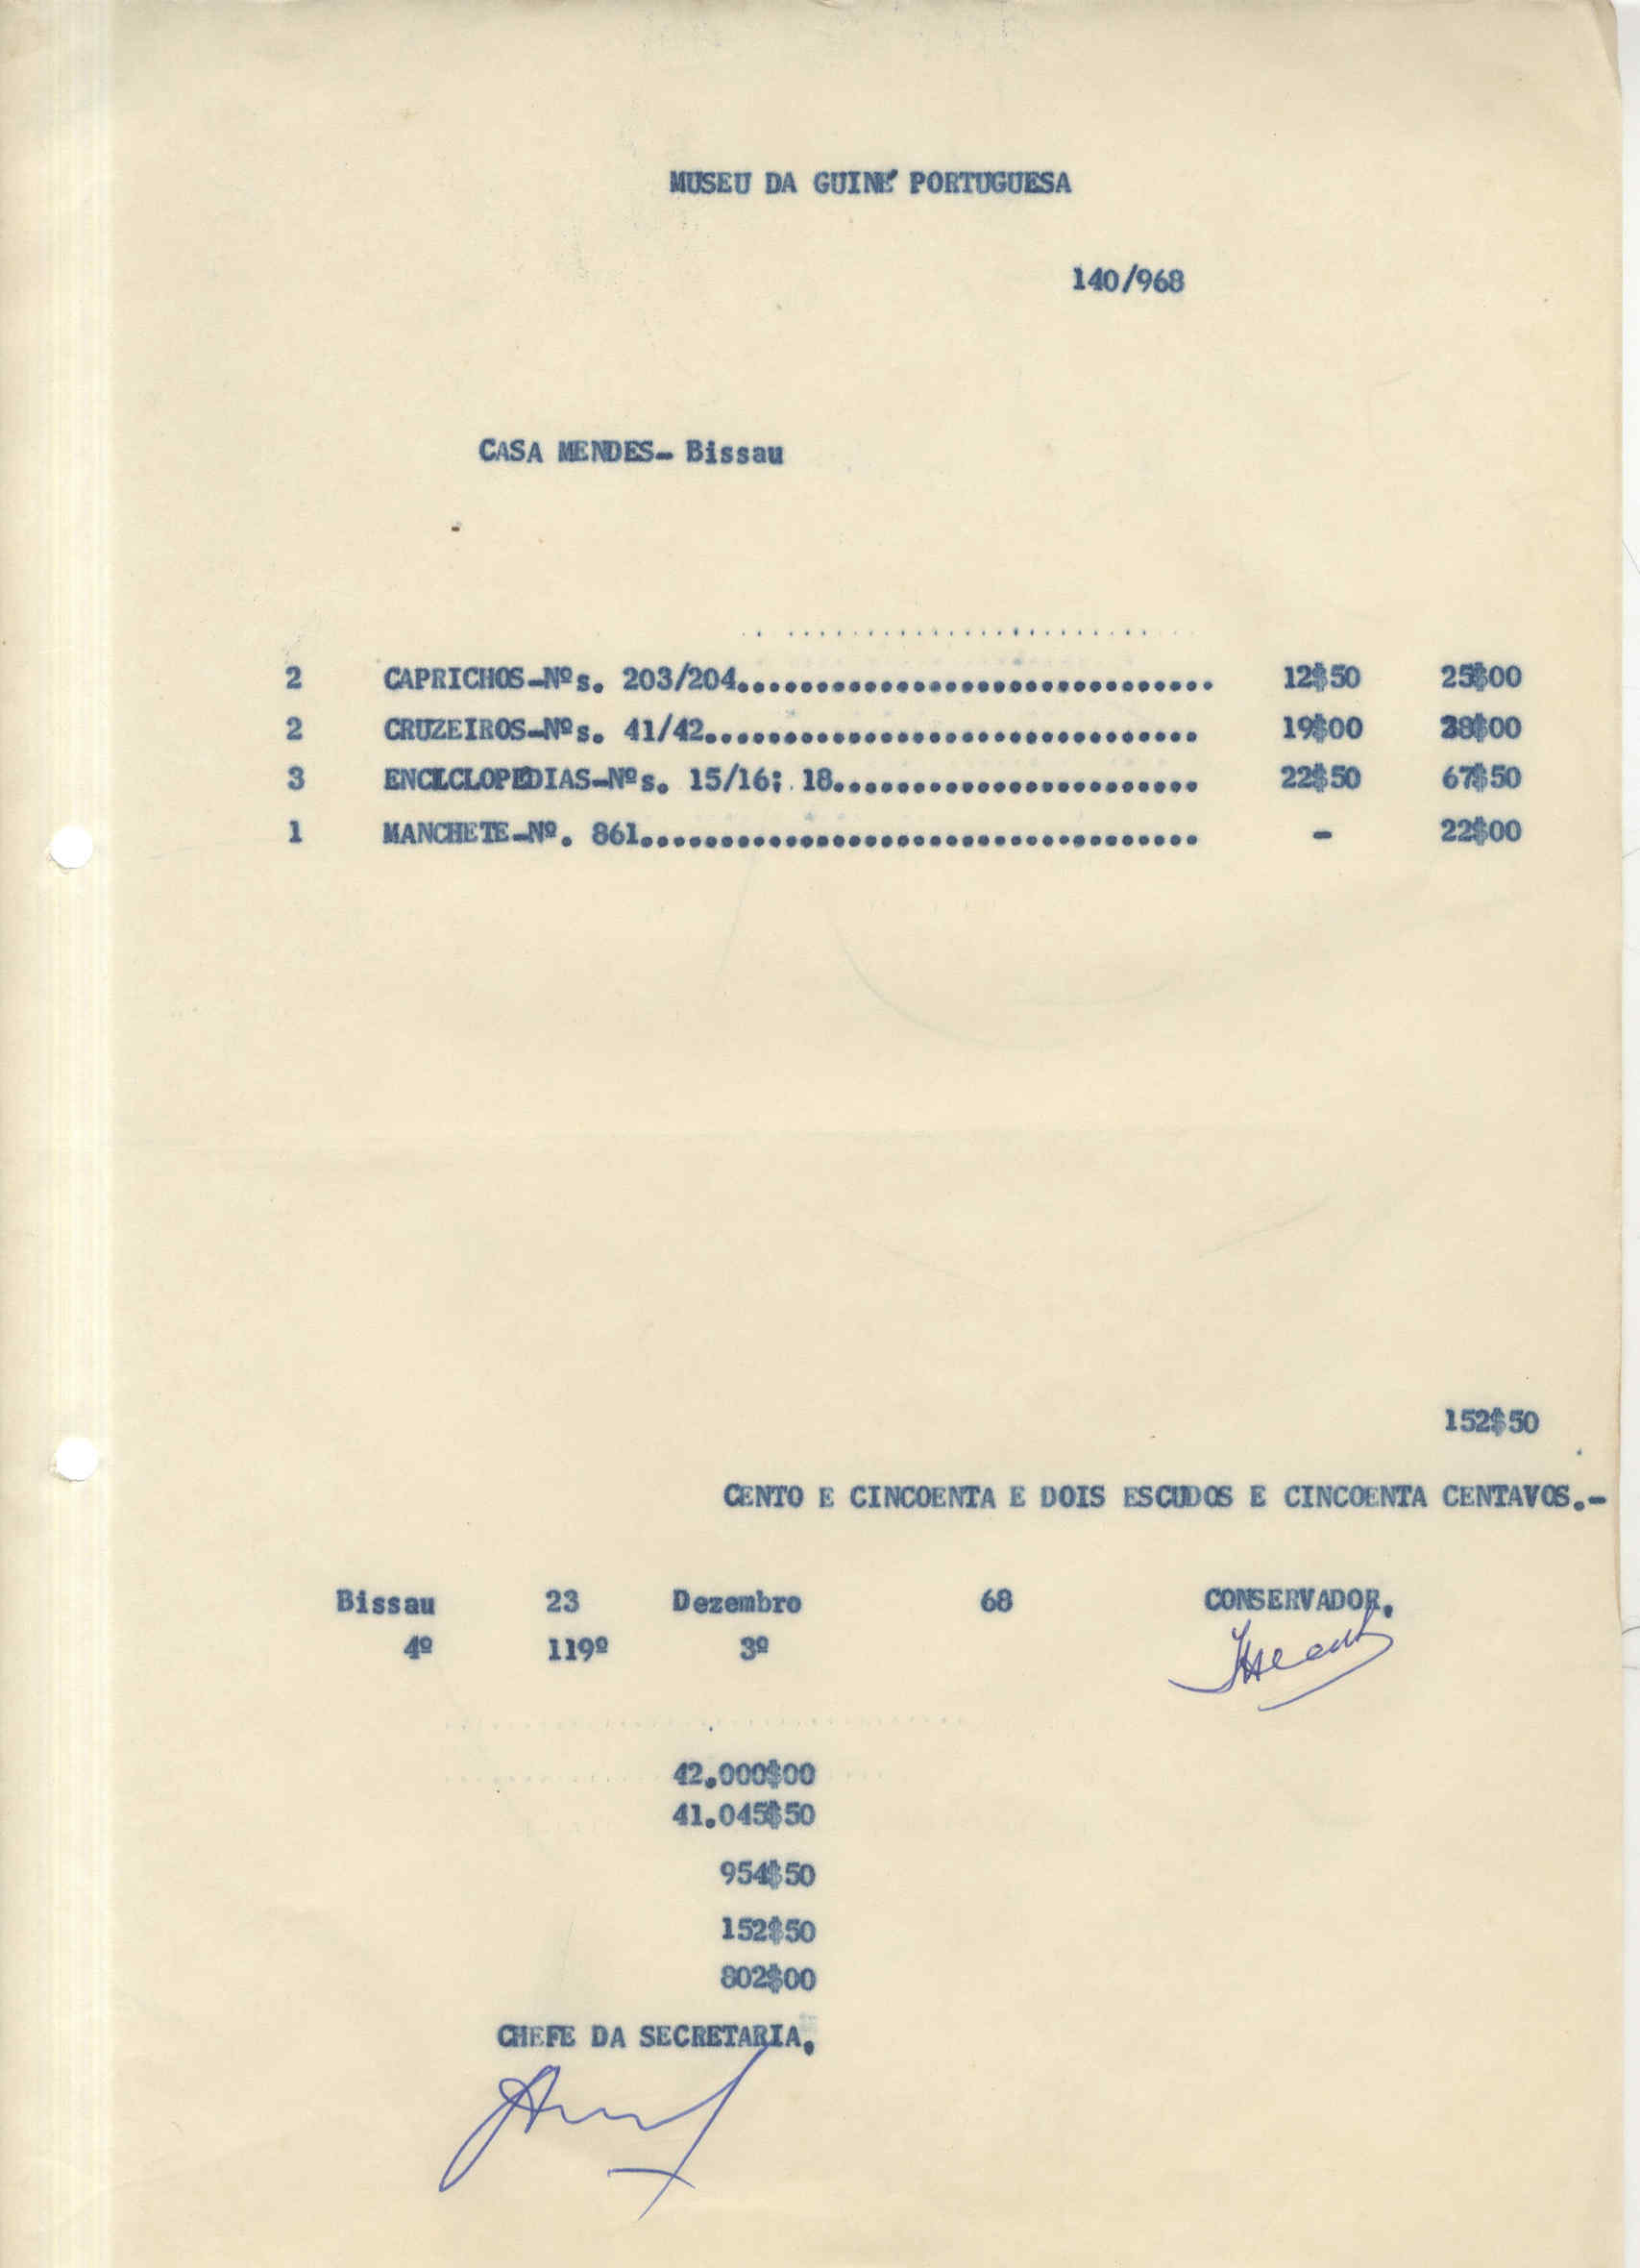 MUSEU DA GUINÉ PORTUGUESA
140/968
CASA MENDES- Bissau
2 CAPRICHOS-Nºs. 203/204.............................. 12$50 25$00
2 CRUZEIROS-Nºs. 41/42............................... 19$00 38$00
3 ENCICLOPEDIAS-Nºs. 15/16; 18....................... 22$50 67$50
1 MANCHETE-Nº. 861................................... - 22$00
152$50
CENTO E CINCOENTA E DOIS ESCUDOS E CINCOENTA CENTAVOS.-
Bissau 23 Dezembro 68 CONSERVADOR,
4º 119º 3º
42.000$00
41.045$50
954$50
152$50
802$00
CHEFE DA SECRETARIA,